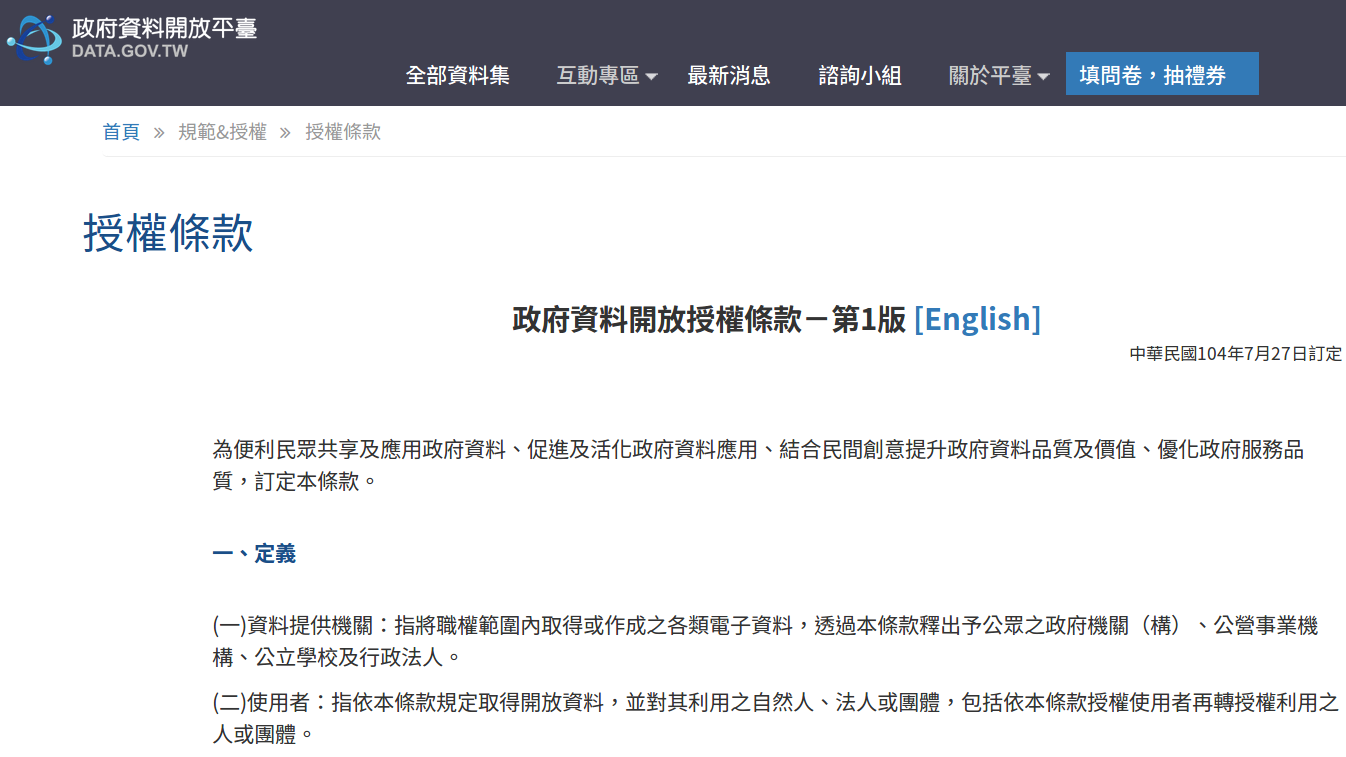 政府資料開放平臺
DATA.GOV.TW
全部資料集 互動專區 最新消息 諮詢小組 關於平臺 填問卷，抽禮券
首頁 » 規範&授權 » 授權條款
授權條款
政府資料開放授權條款－第1版 [English]
中華民國104年7月27日訂定
為便利民眾共享及應用政府資料、促進及活化政府資料應用、結合民間創意提升政府資料品質及價值、優化政府服務品
質，訂定本條款。
一、定義
(一)資料提供機關：指將職權範圍內取得或作成之各類電子資料，透過本條款釋出予公眾之政府機關（構）、公營事業機
構、公立學校及行政法人。
(二)使用者：指依本條款規定取得開放資料，並對其利用之自然人、法人或團體，包括依本條款授權使用者再轉授權利用之
人或團體。